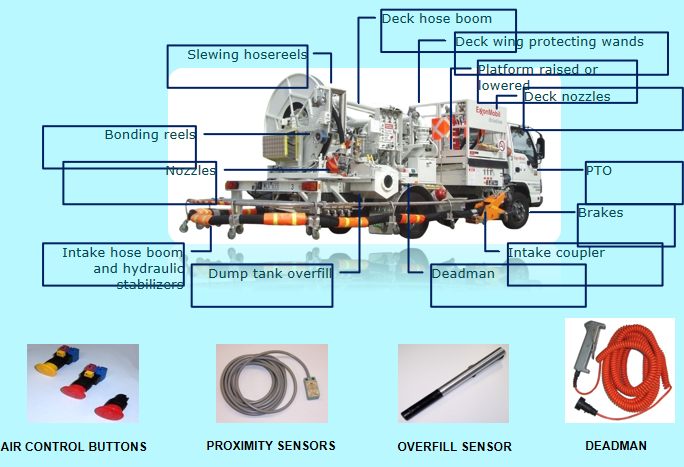 Deck hose boom
Deck wing protecting wands
Slewing hosereels
Platform raised or
lowered
Deck nozzles
ExxonMobil
Bonding reels
Nozzles
PTO
Brakes
Intake hose boom
and hydraulic
stabilizers
Intake coupler
Dump tank overfill
Deadman
AIR CONTROL BUTTONS
PROXIMITY SENSORS
OVERFILL SENSOR
DEADMAN